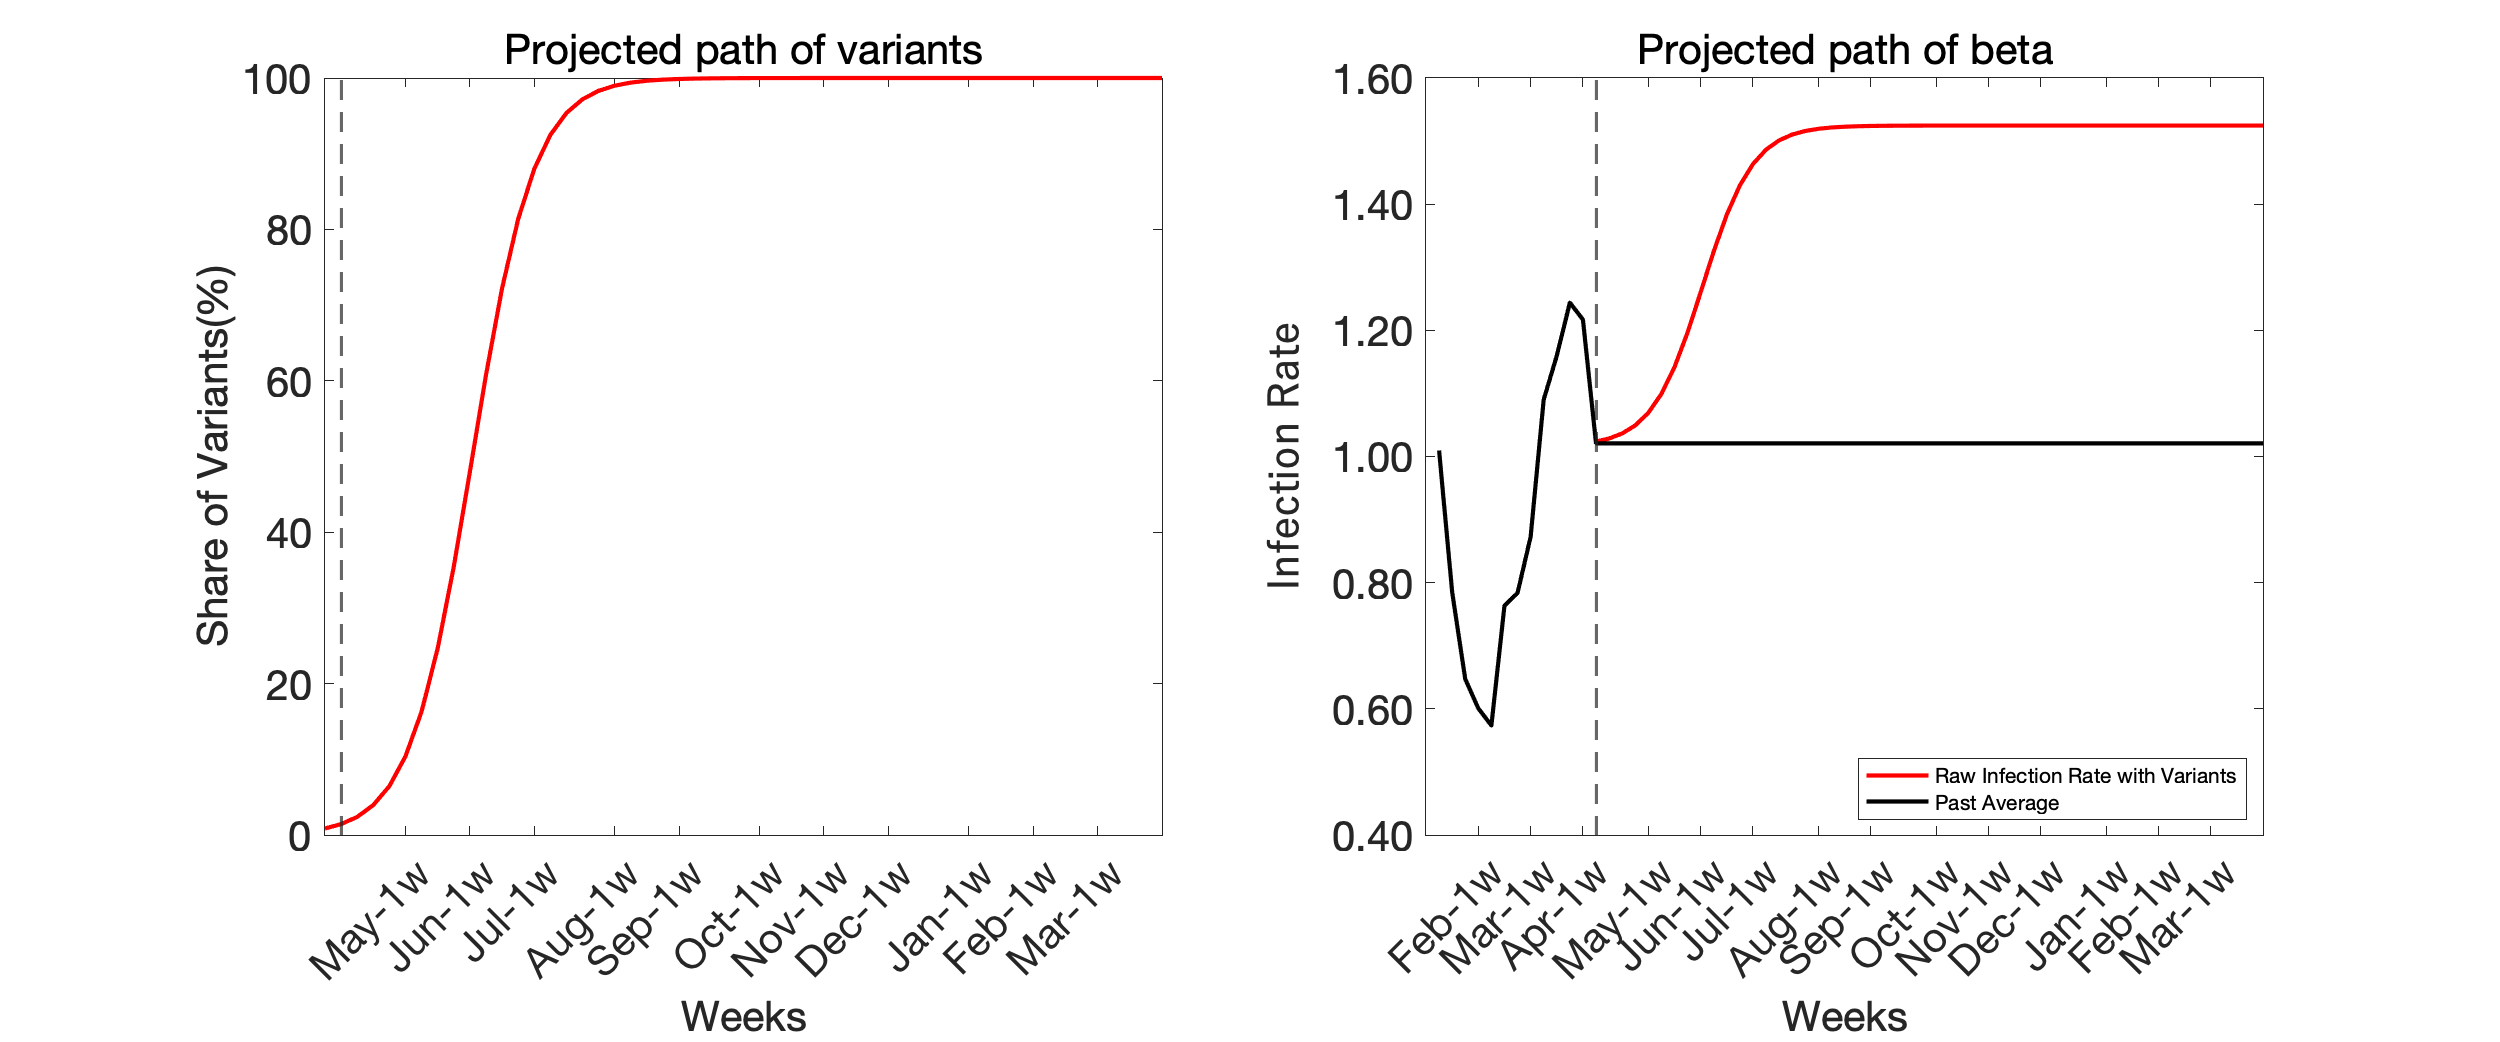 Projected path of variants
100
80
60
40
20
0
Share of Variants(%)
May-1w
Jun-1w
Jul-1w
Aug-1w
Sep-1w
Oct-1w
Nov-1w
Dec-1w
Jan-1w
Feb-1w
Mar-1w
Weeks
Projected path of beta
1.60
1.40
1.20
1.00
0.80
0.60
0.40
Infection Rate
Raw Infection Rate with Variants
Past Average
Feb-1w
Mar-1w
Apr-1w
May-1w
Jun-1w
Jul-1w
Aug-1w
Sep-1w
Oct-1w
Nov-1w
Dec-1w
Jan-1w
Feb-1w
Mar-1w
Weeks